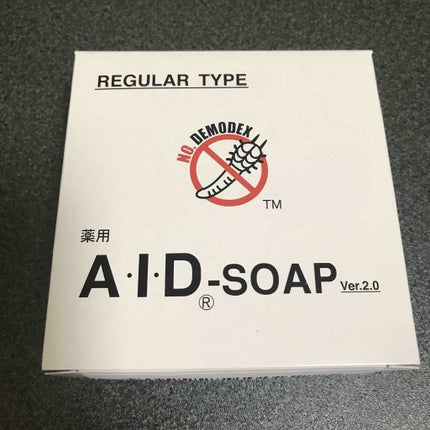 REGULAR TYPE
NO. DEMODEX
TM
薬用
A·I·D®-SOAP Ver.2.0